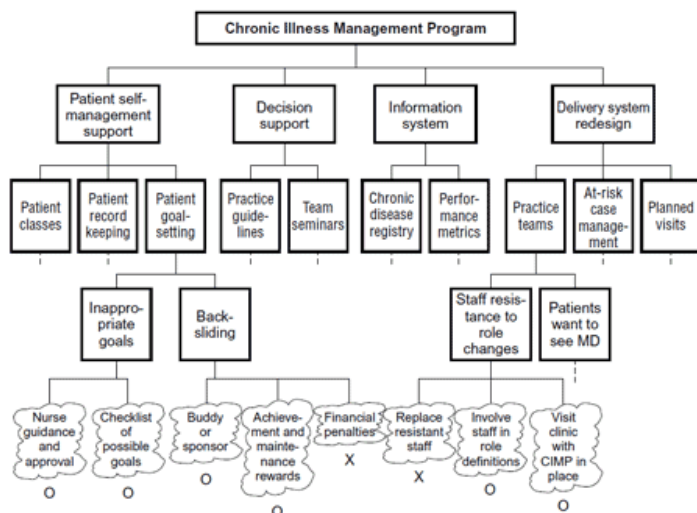 Chronic Illness Management Program
Patient self-
management
support
Decision
support
Information
system
Delivery system
redesign
Patient
classes
Patient
record
keeping
Patient
goal-
setting
Practice
guide-
lines
Team
seminars
Chronic
disease
registry
Perfor-
mance
metrics
Practice
teams
At-risk
case
manage-
ment
Planned
visits
Inappro-
priate
goals
Back-
sliding
Staff resis-
tance to
role
changes
Patients
want to
see MD
Nurse
guidance
and
approval
Checklist
of
possible
goals
Buddy
or
sponsor
Achieve-
ment and
mainte-
nance
rewards
Financial
penalties
Replace
resistant
staff
Involve
staff in
role
definitions
Visit
clinic
with
CIMP in
place
O
O
O
O
X
X
O
O